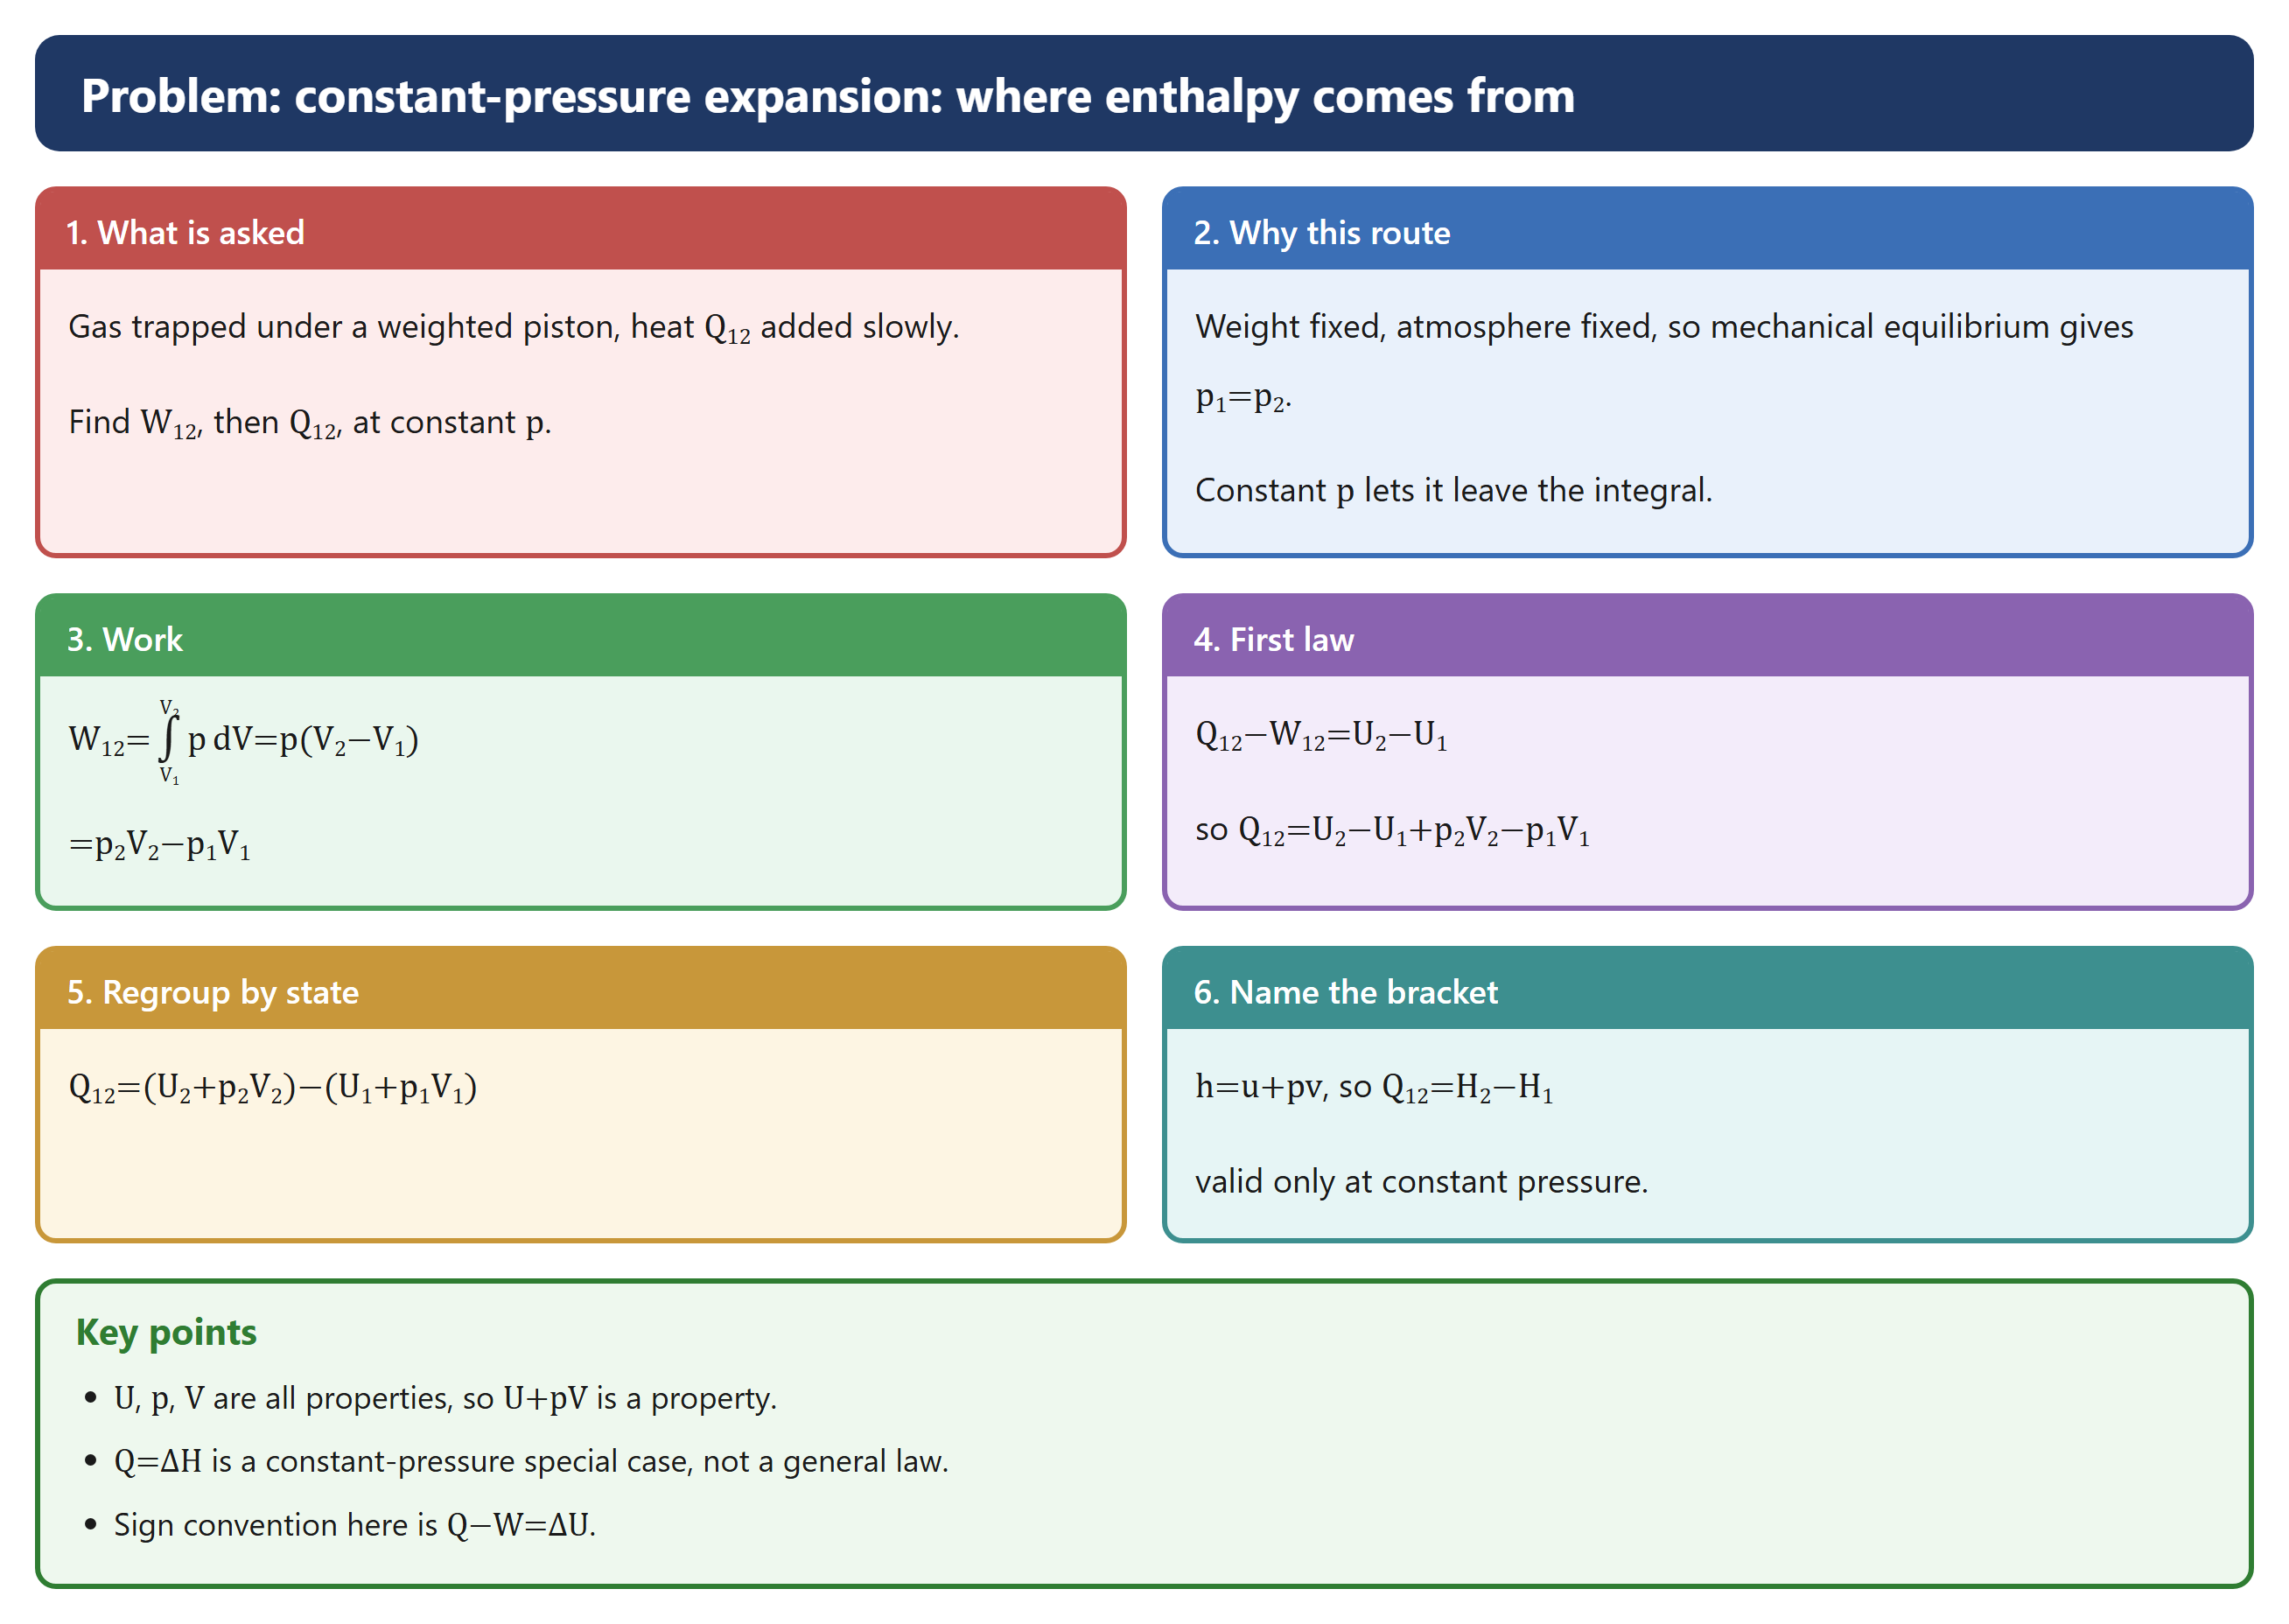 Problem: constant-pressure expansion: where enthalpy comes from
1. What is asked
Gas trapped under a weighted piston, heat Q₁₂ added slowly.
Find W₁₂, then Q₁₂, at constant p.
2. Why this route
Weight fixed, atmosphere fixed, so mechanical equilibrium gives
p₁=p₂.
Constant p lets it leave the integral.
3. Work
W₁₂=∫_{V₁}^{V₂} p dV=p(V₂−V₁)
=p₂V₂−p₁V₁
4. First law
Q₁₂−W₁₂=U₂−U₁
so Q₁₂=U₂−U₁+p₂V₂−p₁V₁
5. Regroup by state
Q₁₂=(U₂+p₂V₂)−(U₁+p₁V₁)
6. Name the bracket
h=u+pv, so Q₁₂=H₂−H₁
valid only at constant pressure.
Key points
• U, p, V are all properties, so U+pV is a property.
• Q=ΔH is a constant-pressure special case, not a general law.
• Sign convention here is Q−W=ΔU.